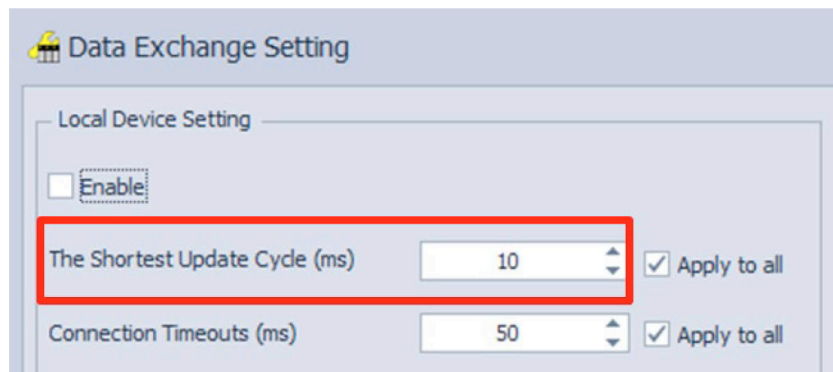 Data Exchange Setting
Local Device Setting
Enable
The Shortest Update Cycle (ms) 10 Apply to all
Connection Timeouts (ms) 50 Apply to all